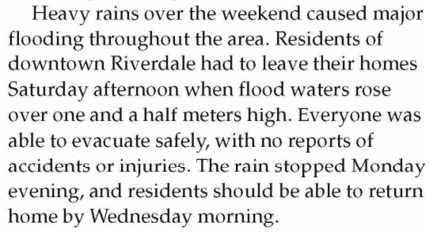 Heavy rains over the weekend caused major
flooding throughout the area. Residents of
downtown Riverdale had to leave their homes
Saturday afternoon when flood waters rose
over one and a half meters high. Everyone was
able to evacuate safely, with no reports of
accidents or injuries. The rain stopped Monday
evening, and residents should be able to return
home by Wednesday morning.